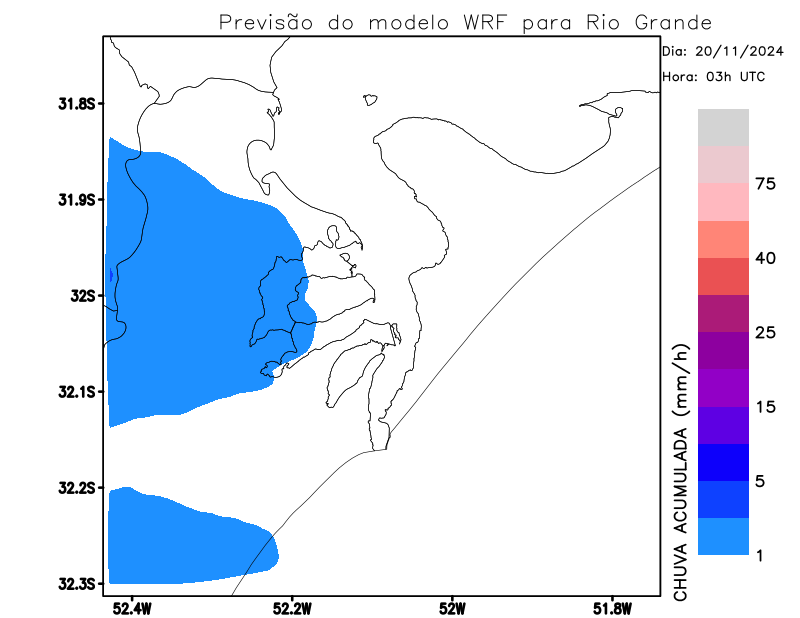 Previsão do modelo WRF para Rio Grande
Dia: 20/11/2024
Hora: 03h UTC
31.8S
31.9S
32S
32.1S
32.2S
32.3S
52.4W
52.2W
52W
51.8W
CHUVA ACUMULADA (mm/h)
75
40
25
15
5
1